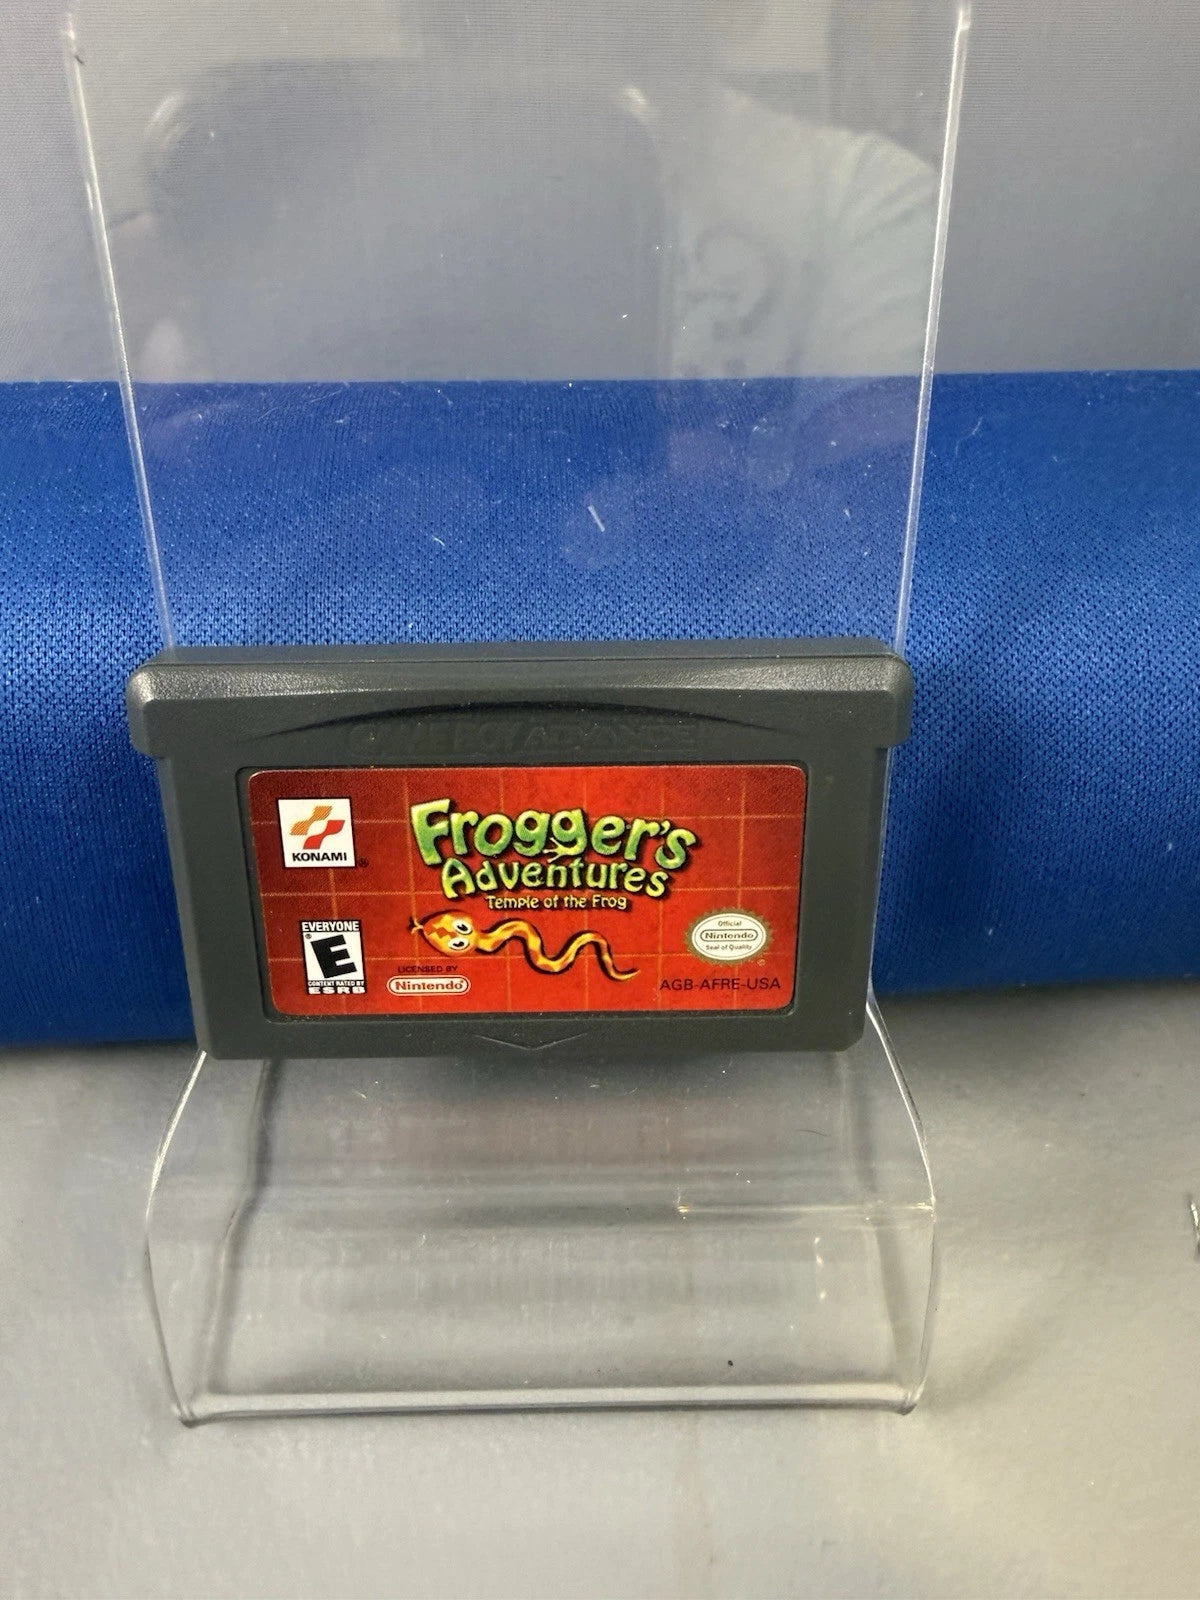 GAME BOY ADVANCE
KONAMI
®
Frogger's
Adventures
Temple of the Frog
EVERYONE
E
®
CONTENT RATED BY
ESRB
LICENSED BY
Nintendo®
Official
Nintendo
Seal of Quality
®
AGB-AFRE-USA